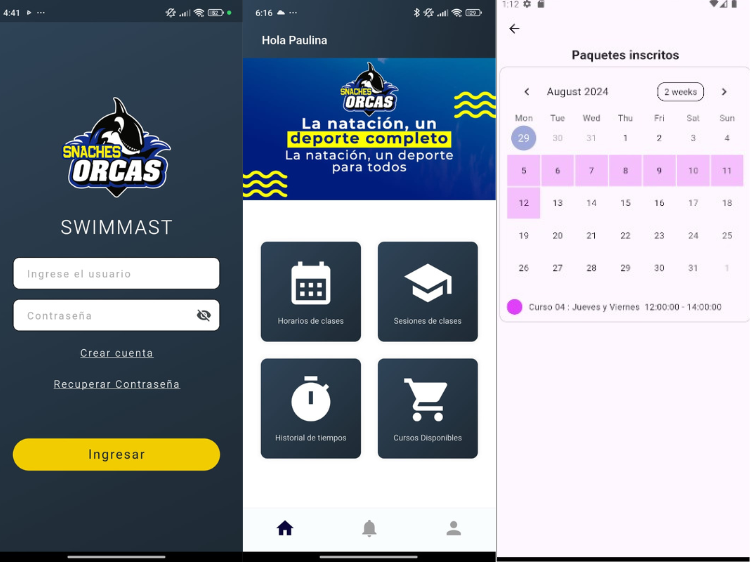 4:41
92
SNACHES
ORCAS
SWIMMAST
Ingrese el usuario
Contraseña
Crear cuenta
Recuperar Contraseña
Ingresar
6:16
Hola Paulina
SNACHES
ORCAS
La natación, un
deporte completo
La natación, un deporte
para todos
Horarios de clases
Sesiones de clases
Historial de tiempos
Cursos Disponibles
1:12
Paquetes inscritos
August 2024
2 weeks
Mon Tue Wed Thu Fri Sat Sun
29 30 31 1 2 3 4
5 6 7 8 9 10 11
12 13 14 15 16 17 18
19 20 21 22 23 24 25
26 27 28 29 30 31 1
Curso 04 : Jueves y Viernes 12:00:00 - 14:00:00